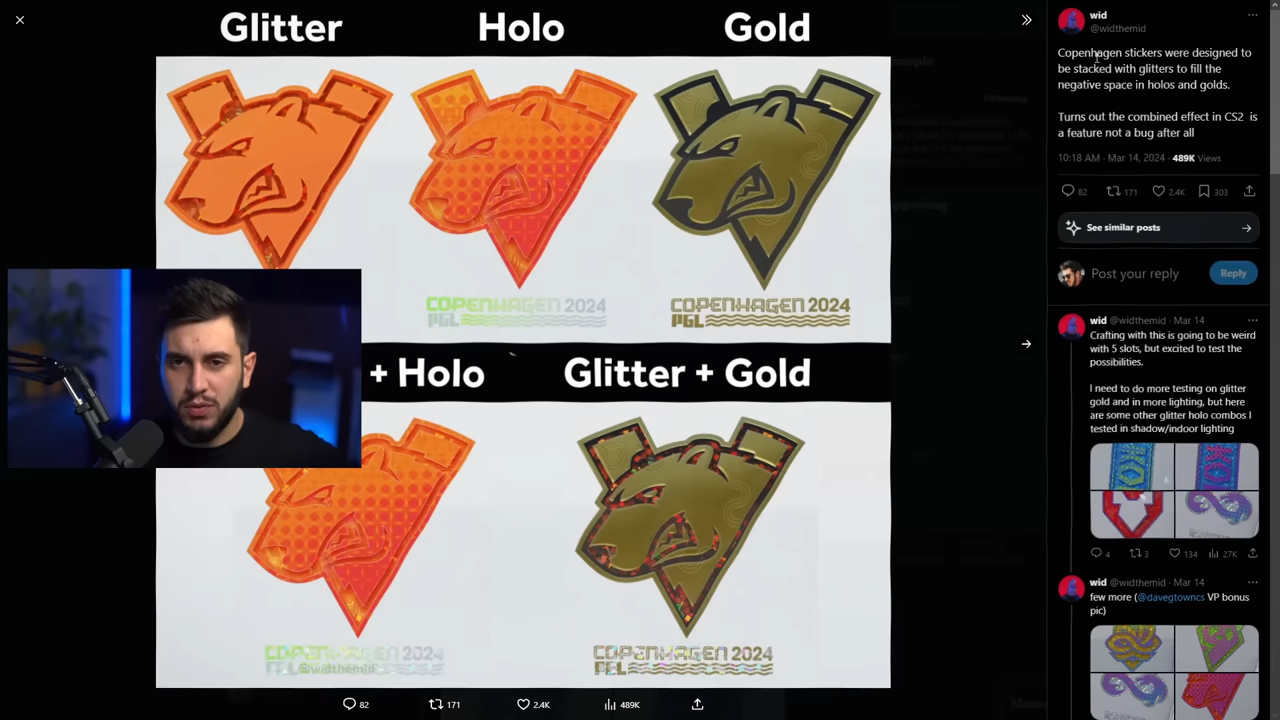 Glitter
Holo
Gold
COPENHAGEN 2024
PGL
COPENHAGEN 2024
PGL
+ Holo
Glitter + Gold
COPENHAGEN 2024
PGL @widthemid
COPENHAGEN 2024
PGL
82
171
2.4K
489K
wid
@widthemid
Copenhagen stickers were designed to
be stacked with glitters to fill the
negative space in holos and golds.
Turns out the combined effect in CS2 is
a feature not a bug after all
10:18 AM · Mar 14, 2024 · 489K Views
82
171
2.4K
303
See similar posts
Post your reply
Reply
wid @widthemid · Mar 14
Crafting with this is going to be weird
with 5 slots, but excited to test the
possibilities.
I need to do more testing on glitter
gold and in more lighting, but here
are some other glitter holo combos I
tested in shadow/indoor lighting
4
3
134
27K
wid @widthemid · Mar 14
few more (@davegtowncs VP bonus
pic)